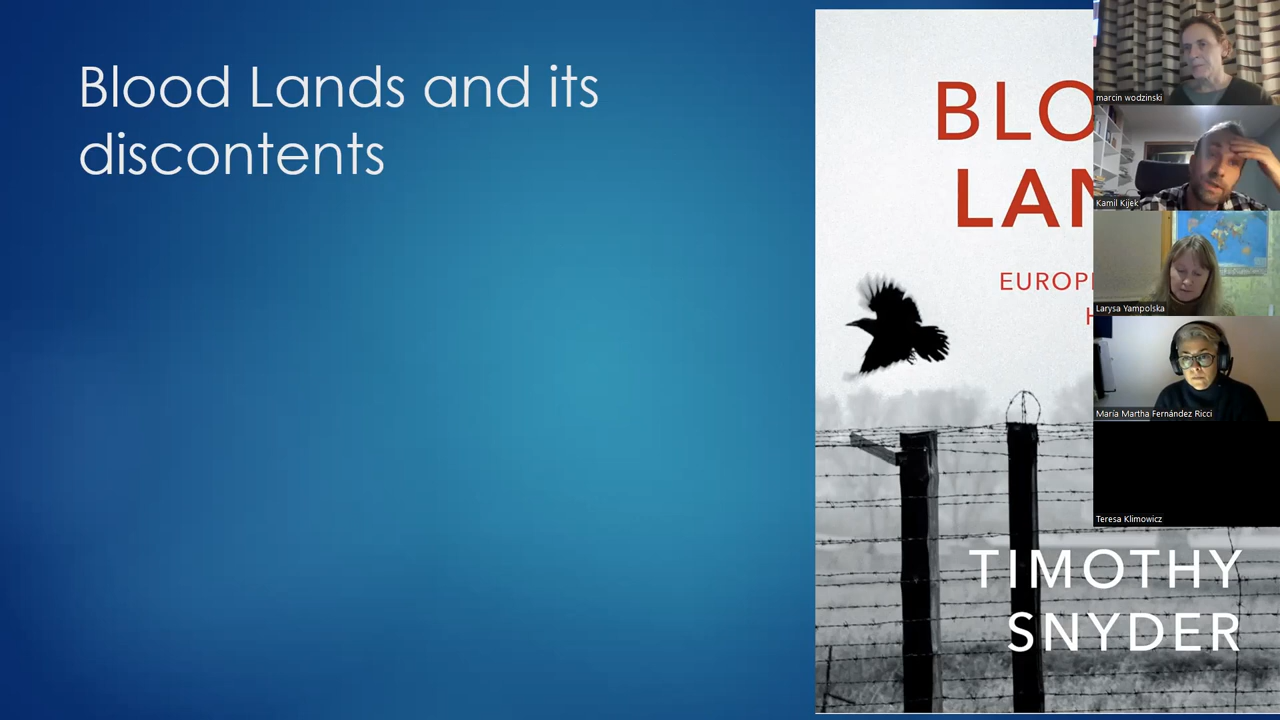 Blood Lands and its
discontents
BLO
LAN
EUROP
H
TIMOTHY
SNYDER
marcin wodzinski
Kamil Kijek
Larysa Yampolska
María Martha Fernández Ricci
Teresa Klimowicz